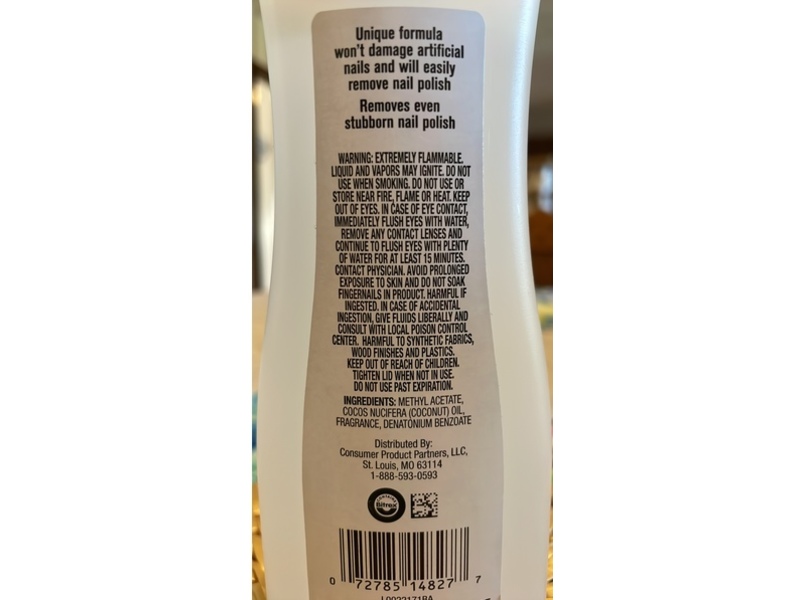 Unique formula
won't damage artificial
nails and will easily
remove nail polish
Removes even
stubborn nail polish
WARNING: EXTREMELY FLAMMABLE.
LIQUID AND VAPORS MAY IGNITE. DO NOT
USE WHEN SMOKING. DO NOT USE OR
STORE NEAR FIRE, FLAME OR HEAT. KEEP
OUT OF EYES. IN CASE OF EYE CONTACT,
IMMEDIATELY FLUSH EYES WITH WATER,
REMOVE ANY CONTACT LENSES AND
CONTINUE TO FLUSH EYES WITH PLENTY
OF WATER FOR AT LEAST 15 MINUTES.
CONTACT PHYSICIAN. AVOID PROLONGED
EXPOSURE TO SKIN AND DO NOT SOAK
FINGERNAILS IN PRODUCT. HARMFUL IF
INGESTED. IN CASE OF ACCIDENTAL
INGESTION, GIVE FLUIDS LIBERALLY AND
CONSULT WITH LOCAL POISON CONTROL
CENTER. HARMFUL TO SYNTHETIC FABRICS,
WOOD FINISHES AND PLASTICS.
KEEP OUT OF REACH OF CHILDREN.
TIGHTEN LID WHEN NOT IN USE.
DO NOT USE PAST EXPIRATION.
INGREDIENTS: METHYL ACETATE,
COCOS NUCIFERA (COCONUT) OIL,
FRAGRANCE, DENATONIUM BENZOATE
Distributed By:
Consumer Product Partners, LLC,
St. Louis, MO 63114
1-888-593-0593
CONTAINS
Bitrex
0 72785 14827 7